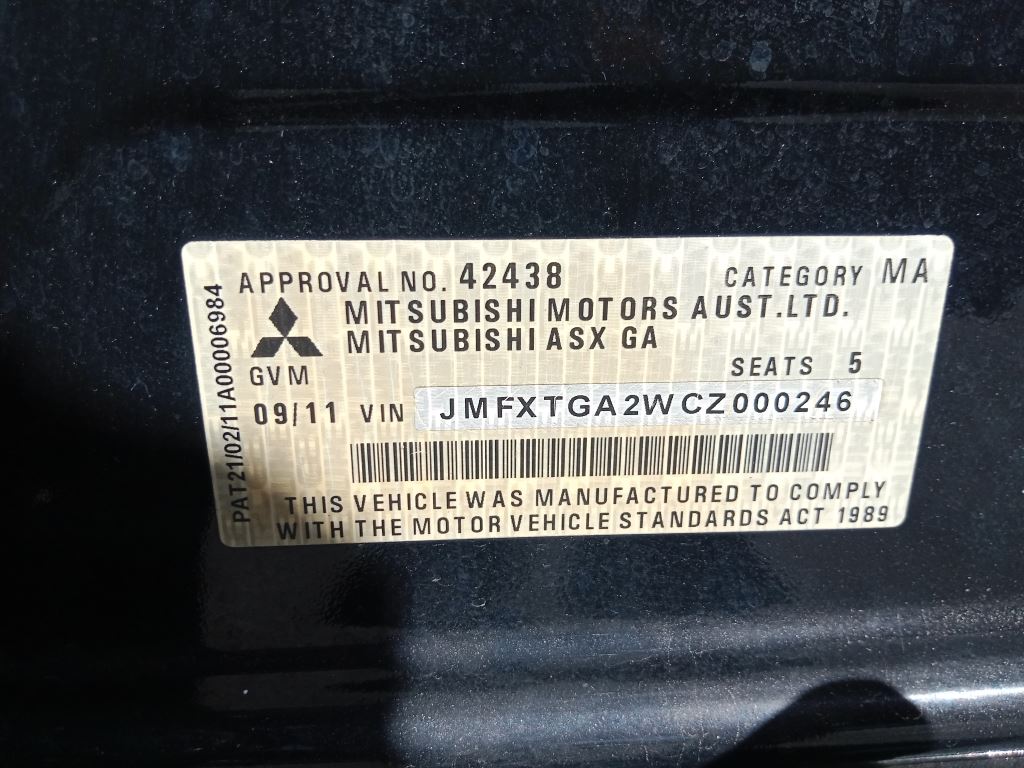 APPROVAL NO. 42438 CATEGORY MA
MITSUBISHI MOTORS AUST.LTD.
MITSUBISHI ASX GA
SEATS 5
GVM
09/11 VIN JMFXTGA2WCZ000246
THIS VEHICLE WAS MANUFACTURED TO COMPLY
WITH THE MOTOR VEHICLE STANDARDS ACT 1989
PAT21/02/11A00006984